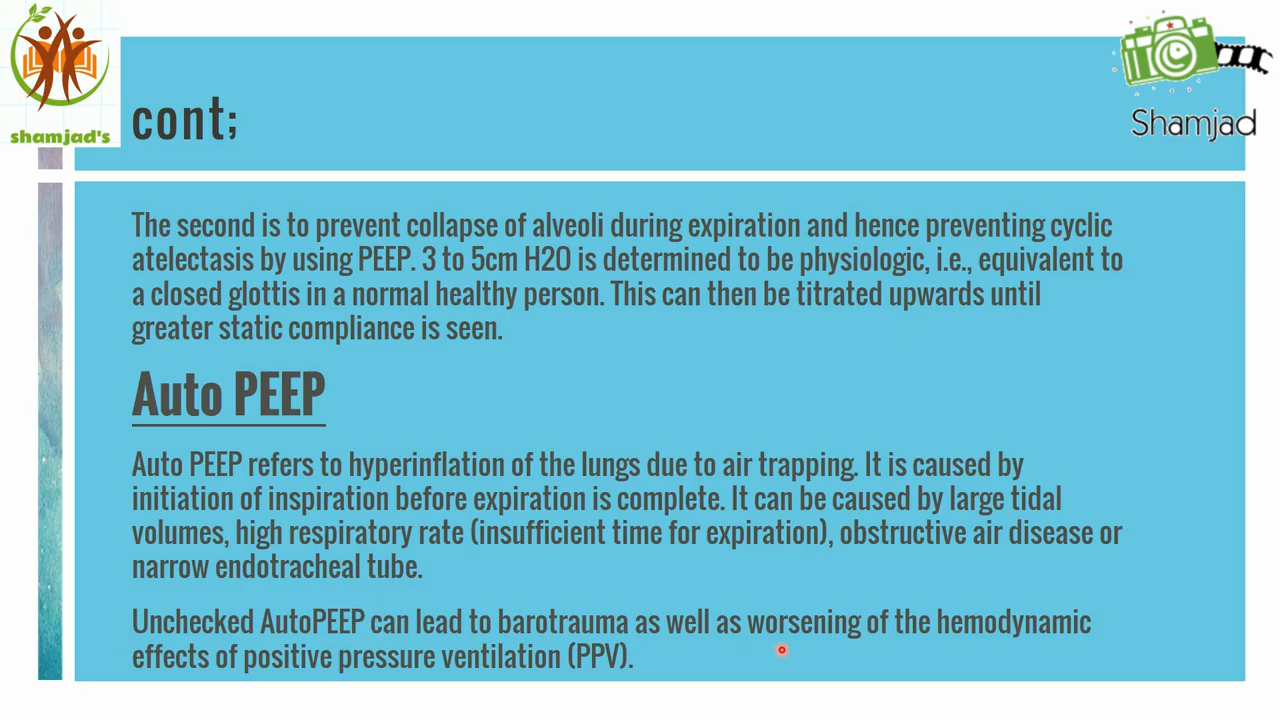 shamjad's
Shamjad
cont;
The second is to prevent collapse of alveoli during expiration and hence preventing cyclic
atelectasis by using PEEP. 3 to 5cm H2O is determined to be physiologic, i.e., equivalent to
a closed glottis in a normal healthy person. This can then be titrated upwards until
greater static compliance is seen.
Auto PEEP
Auto PEEP refers to hyperinflation of the lungs due to air trapping. It is caused by
initiation of inspiration before expiration is complete. It can be caused by large tidal
volumes, high respiratory rate (insufficient time for expiration), obstructive air disease or
narrow endotracheal tube.
Unchecked AutoPEEP can lead to barotrauma as well as worsening of the hemodynamic
effects of positive pressure ventilation (PPV).